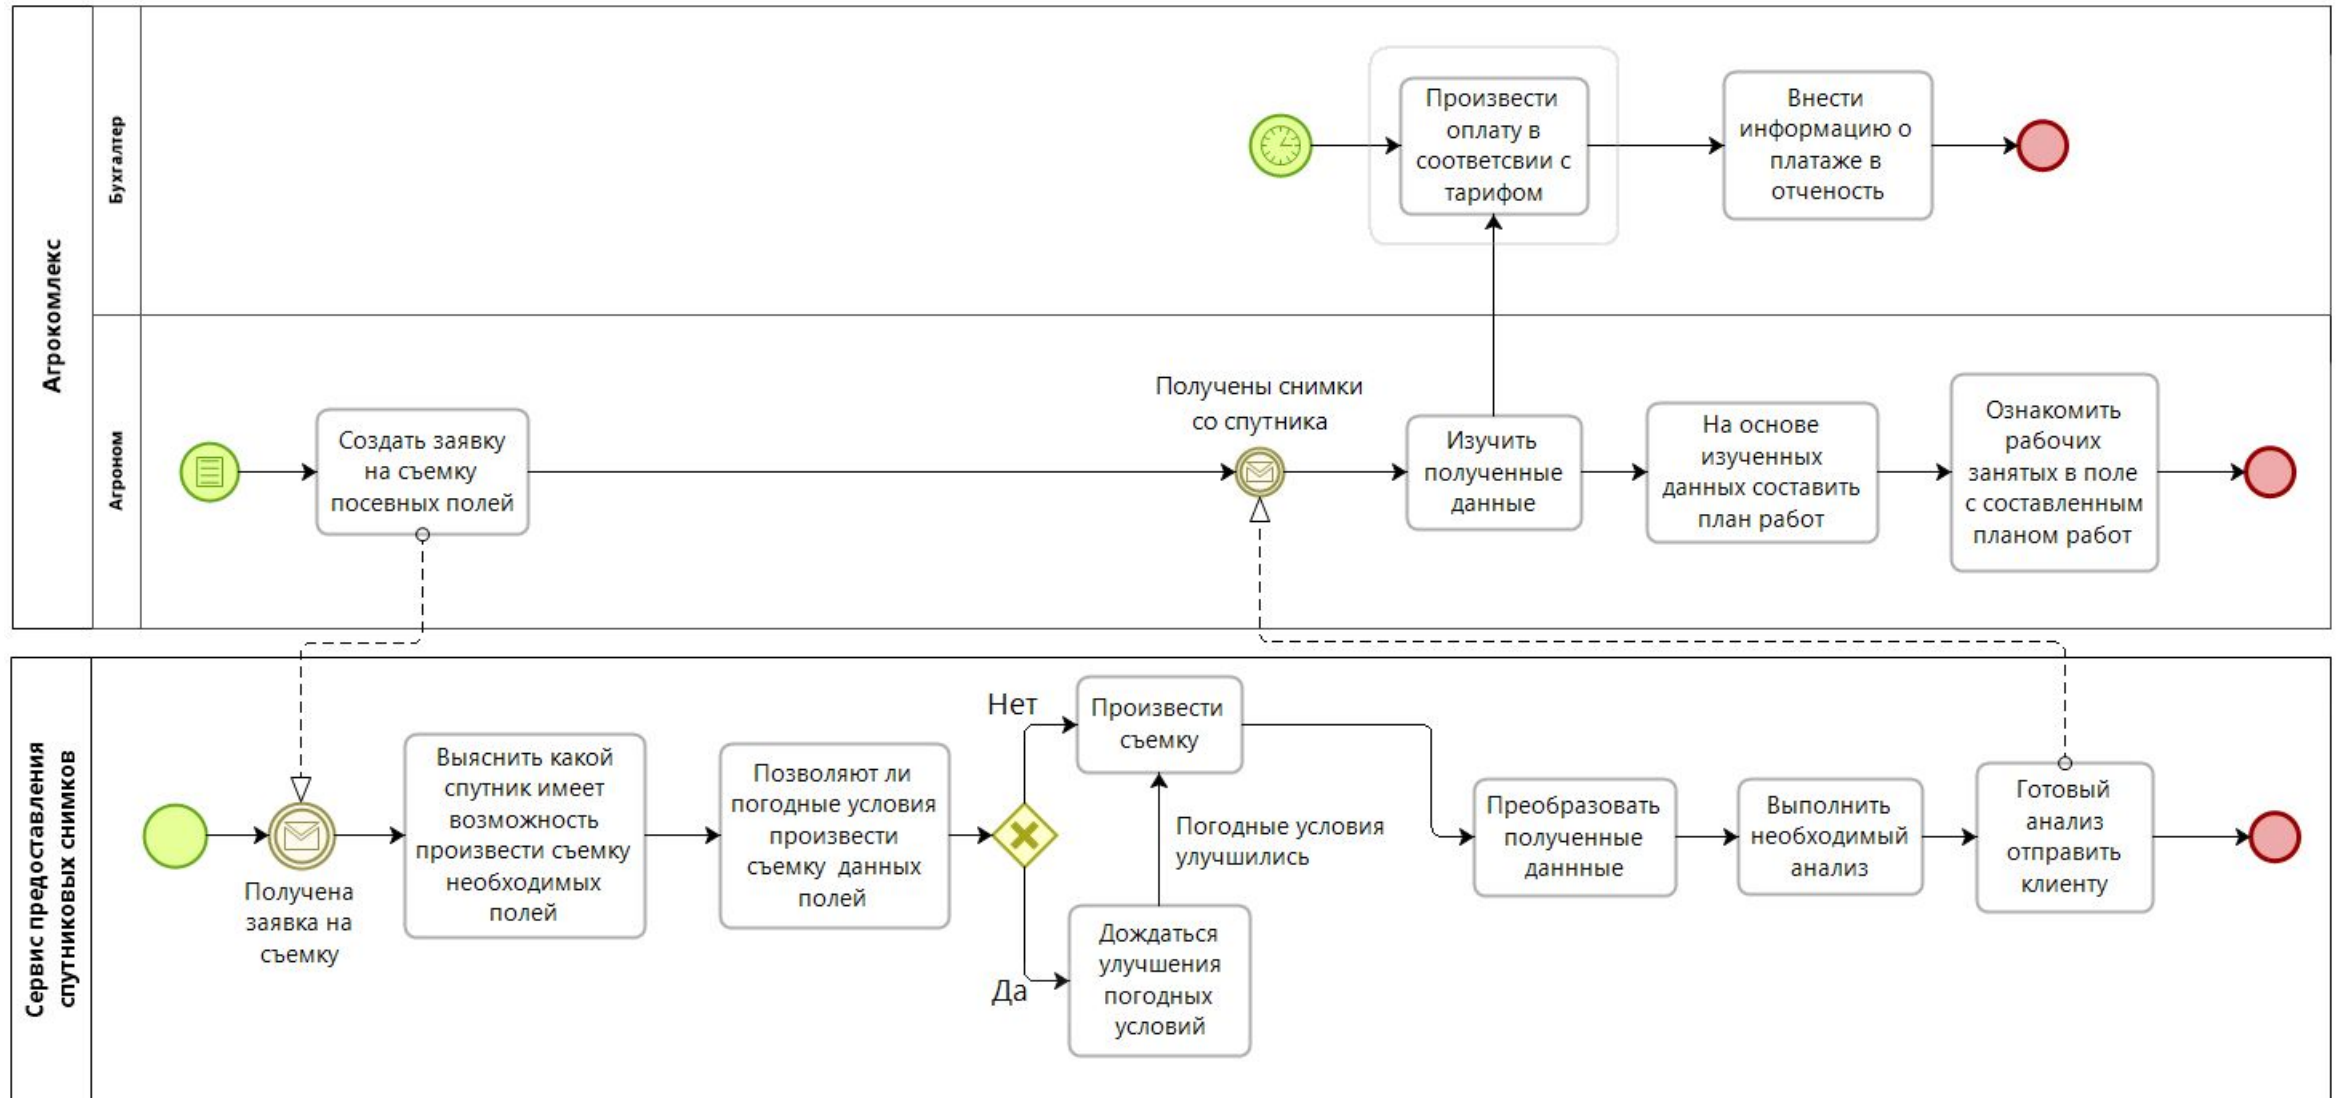 Агрокомлекс
Бухгалтер
Произвести
оплату в
соответсвии с
тарифом
Внести
информацию о
платаже в
отченость
Агроном
Создать заявку
на съемку
посевных полей
Получены снимки
со спутника
Изучить
полученные
данные
На основе
изученных
данных составить
план работ
Ознакомить
рабочих
занятых в поле
с составленным
планом работ
Сервис предоставления
спутниковых снимков
Получена
заявка на
съемку
Выяснить какой
спутник имеет
возможность
произвести съемку
необходимых
полей
Позволяют ли
погодные условия
произвести
съемку данных
полей
Нет
Да
Произвести
съемку
Погодные условия
улучшились
Дождаться
улучшения
погодных
условий
Преобразовать
полученные
даннные
Выполнить
необходимый
анализ
Готовый
анализ
отправить
клиенту